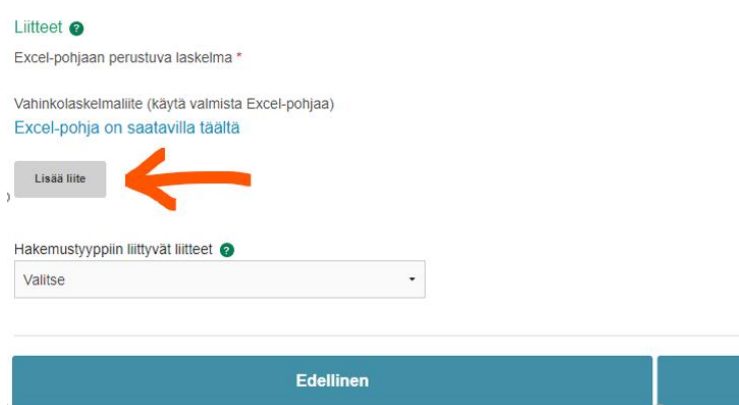 Liitteet ?
Excel-pohjaan perustuva laskelma *
Vahinkolaskelmaliite (käytä valmista Excel-pohjaa)
Excel-pohja on saatavilla täältä
Lisää liite
Hakemustyyppiin liittyvät liitteet ?
Valitse
Edellinen